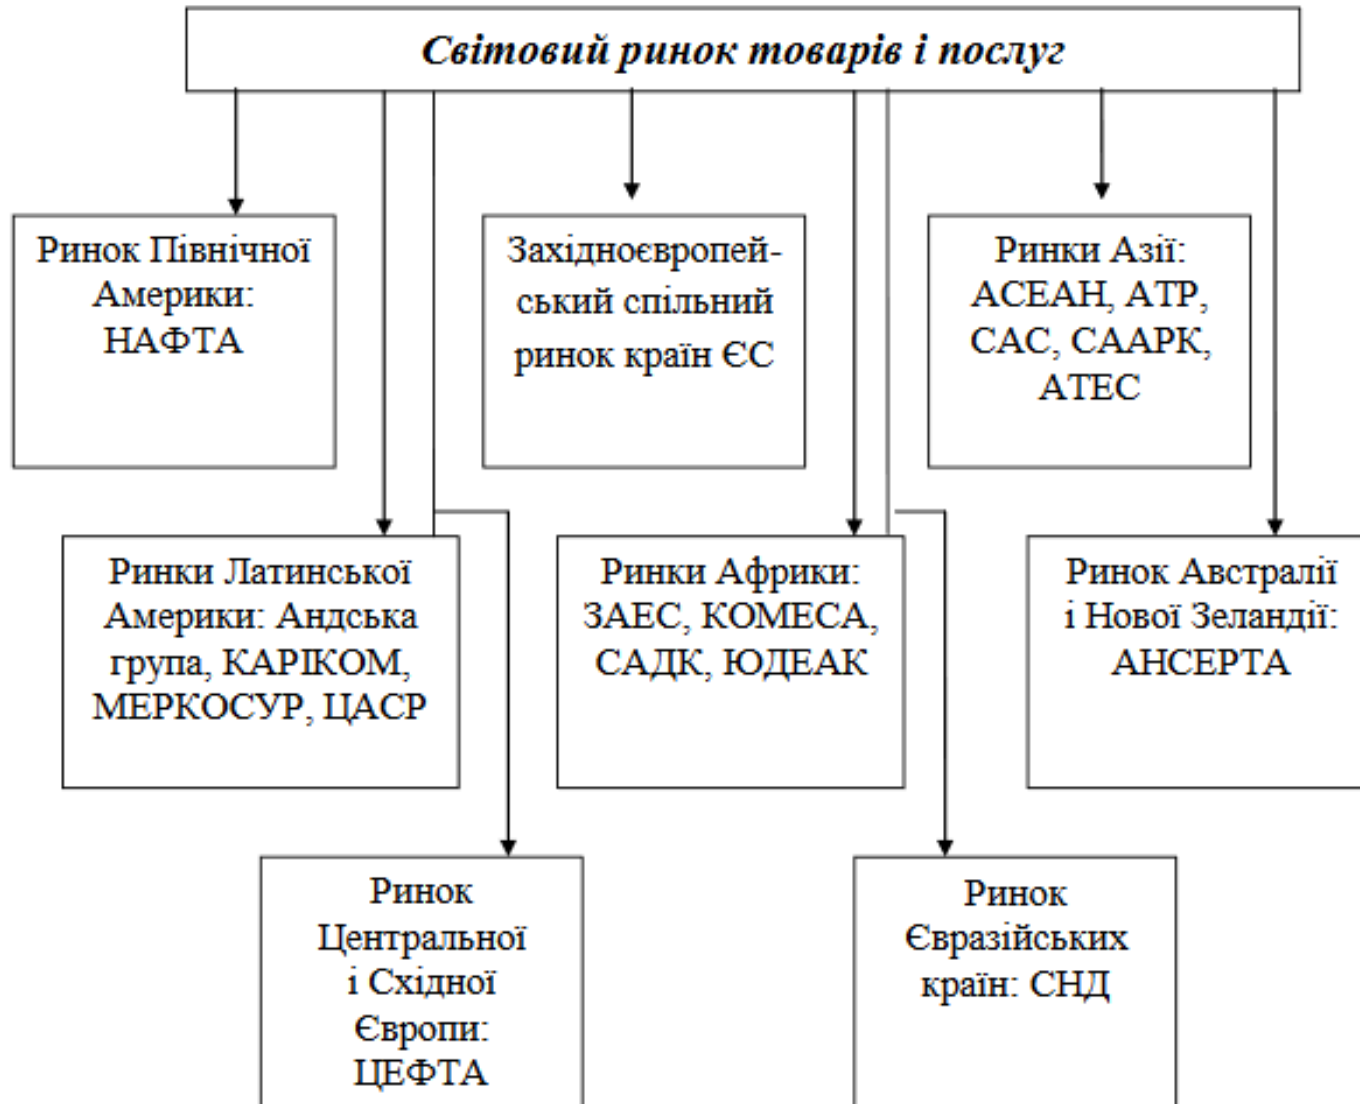 Світовий ринок товарів і послуг
Ринок Північної
Америки:
НАФТА
Західноєвропей-
ський спільний
ринок країн ЄС
Ринки Азії:
АСЕАН, АТР,
САС, СААРК,
АТЕС
Ринки Латинської
Америки: Андська
група, КАРІКОМ,
МЕРКОСУР, ЦАСР
Ринки Африки:
ЗАЕС, КОМЕСА,
САДК, ЮДЕАК
Ринок Австралії
і Нової Зеландії:
АНСЕРТА
Ринок
Центральної
і Східної
Європи:
ЦЕФТА
Ринок
Євразійських
країн: СНД